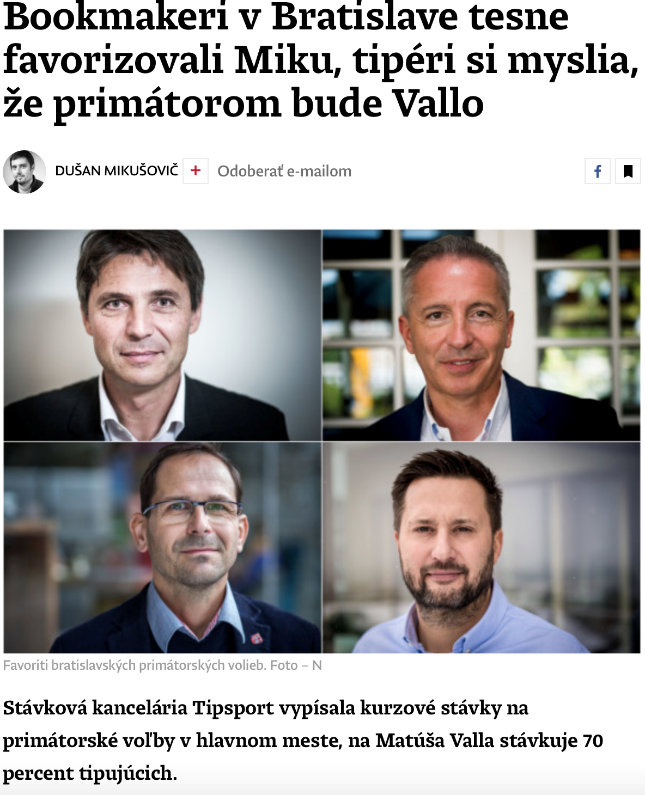 Bookmakeri v Bratislave tesne
favorizovali Miku, tipéri si myslia,
že primátorom bude Vallo
DUŠAN MIKUŠOVIČ + Odoberať e-mailom
f
Favoriti bratislavských primátorských volieb. Foto – N
Stávková kancelária Tipsport vypísala kurzové stávky na
primátorské voľby v hlavnom meste, na Matúša Valla stávkuje 70
percent tipujúcich.